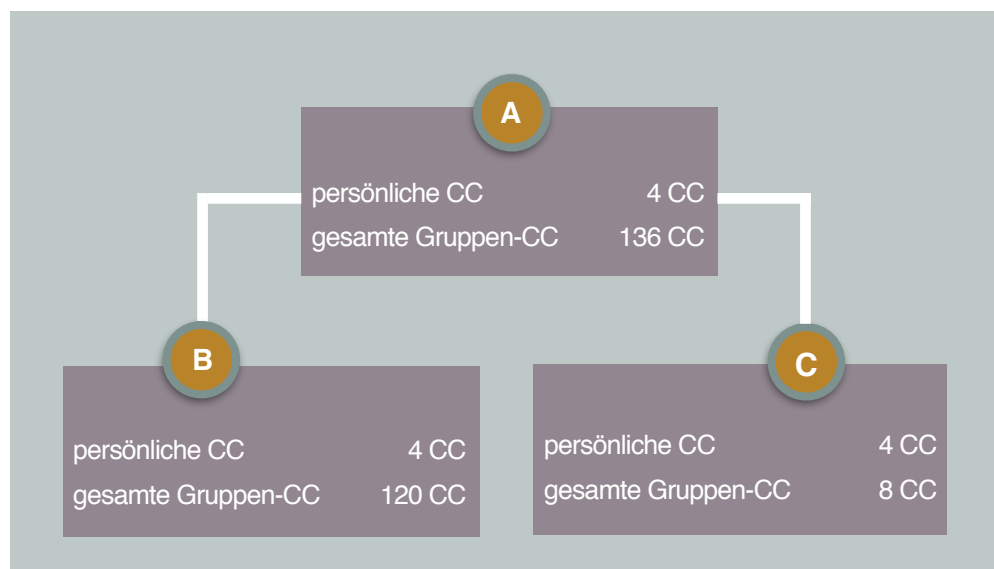 A
persönliche CC 4 CC
gesamte Gruppen-CC 136 CC
B
persönliche CC 4 CC
gesamte Gruppen-CC 120 CC
C
persönliche CC 4 CC
gesamte Gruppen-CC 8 CC